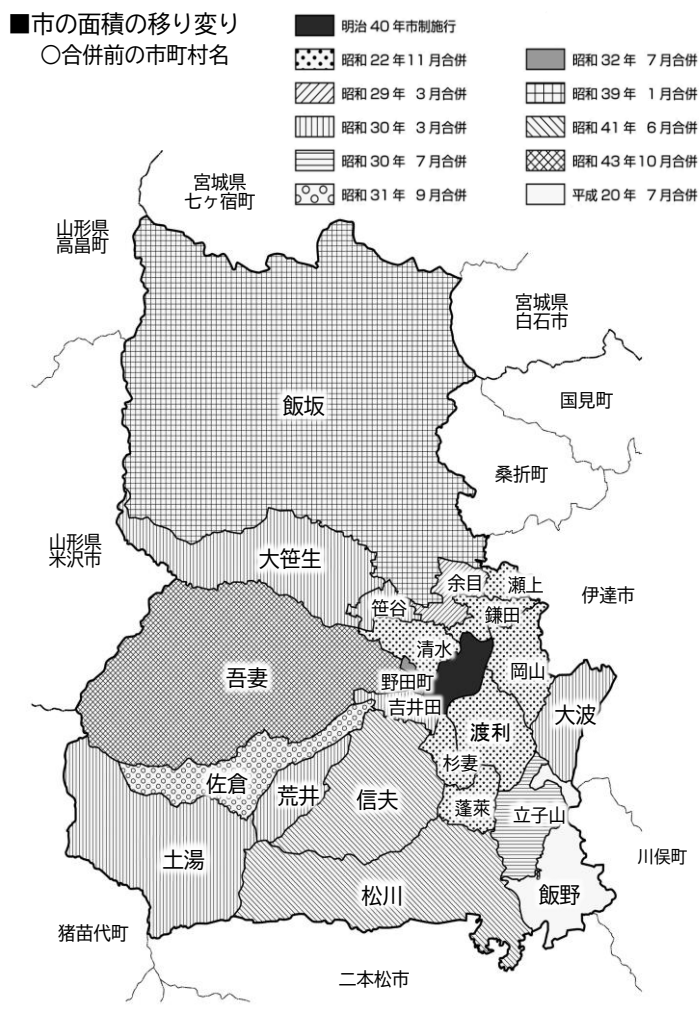 ■市の面積の移り変り
○合併前の市町村名
明治40年市制施行
昭和22年11月合併
昭和29年 3月合併
昭和30年 3月合併
昭和30年 7月合併
昭和31年 9月合併
昭和32年 7月合併
昭和39年 1月合併
昭和41年 6月合併
昭和43年10月合併
平成20年 7月合併
宮城県
七ヶ宿町
山形県
高畠町
宮城県
白石市
飯坂
国見町
桑折町
山形県
米沢市
大笹生
余目
瀬上
伊達市
笹谷
鎌田
清水
岡山
吾妻
野田町
吉井田
大波
渡利
杉妻
佐倉
荒井
信夫
蓬萊
立子山
土湯
川俣町
松川
飯野
猪苗代町
二本松市